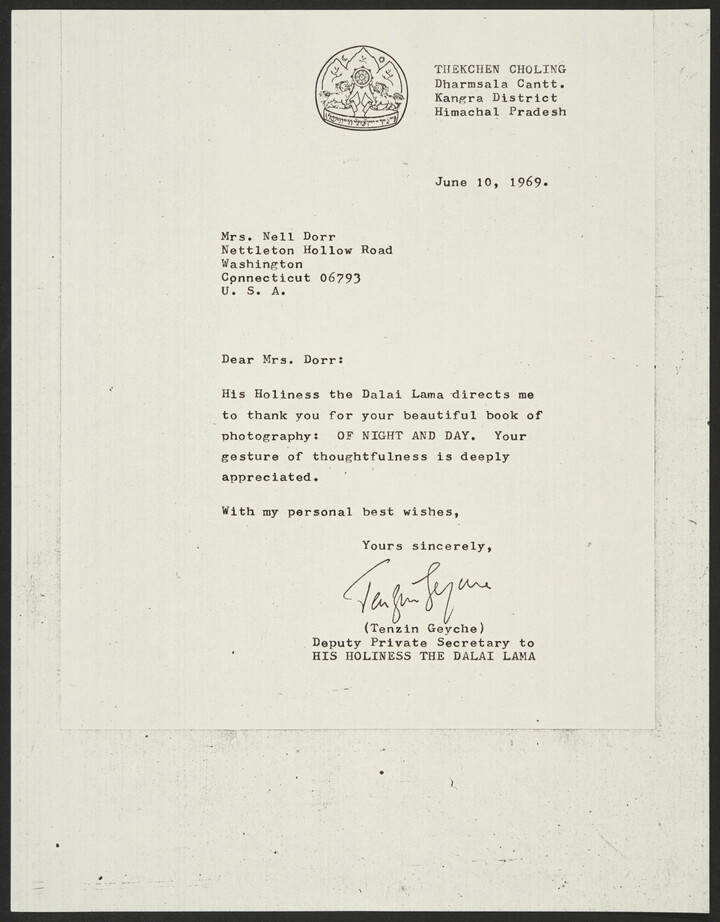 THEKCHEN CHOLING
Dharmsala Cantt.
Kangra District
Himachal Pradesh
June 10, 1969.
Mrs. Nell Dorr
Nettleton Hollow Road
Washington
Connecticut 06793
U. S. A.
Dear Mrs. Dorr:
His Holiness the Dalai Lama directs me
to thank you for your beautiful book of
photography: OF NIGHT AND DAY. Your
gesture of thoughtfulness is deeply
appreciated.
With my personal best wishes,
Yours sincerely,
Tenzin Geyche
(Tenzin Geyche)
Deputy Private Secretary to
HIS HOLINESS THE DALAI LAMA